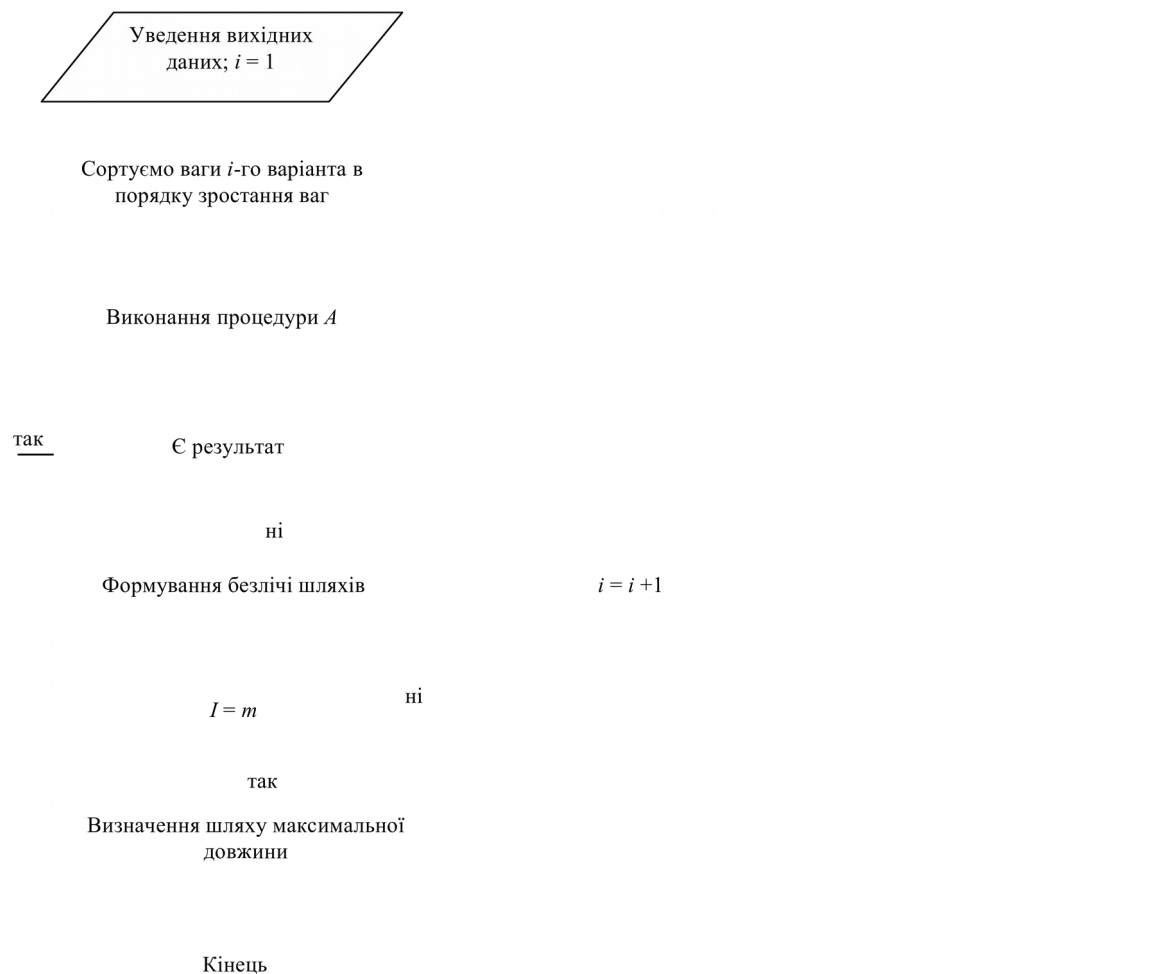 Уведення вихідних
даних; i = 1
Сортуємо ваги i-го варіанта в
порядку зростання ваг
Виконання процедури A
так
Є результат
ні
Формування безлічі шляхів
i = i +1
ні
I = m
так
Визначення шляху максимальної
довжини
Кінець